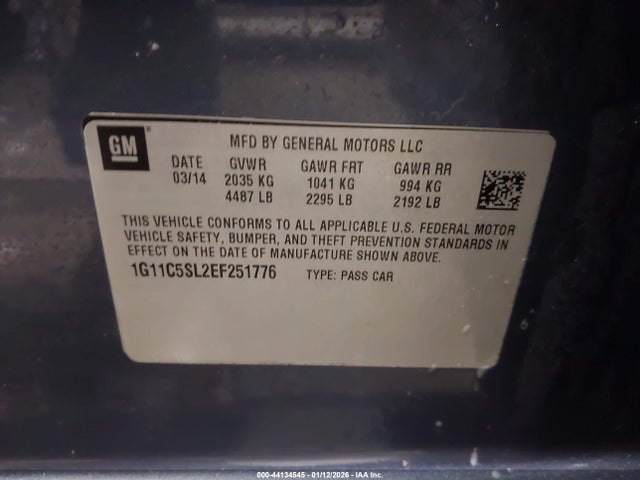 GM
MFD BY GENERAL MOTORS LLC
DATE GVWR GAWR FRT GAWR RR
03/14 2035 KG 1041 KG 994 KG
4487 LB 2295 LB 2192 LB
THIS VEHICLE CONFORMS TO ALL APPLICABLE U.S. FEDERAL MOTOR
VEHICLE SAFETY, BUMPER, AND THEFT PREVENTION STANDARDS IN
EFFECT ON THE DATE OF MANUFACTURE SHOWN ABOVE.
1G11C5SL2EF251776 TYPE: PASS CAR
000-44134545 - 01/12/2026 - IAA Inc.